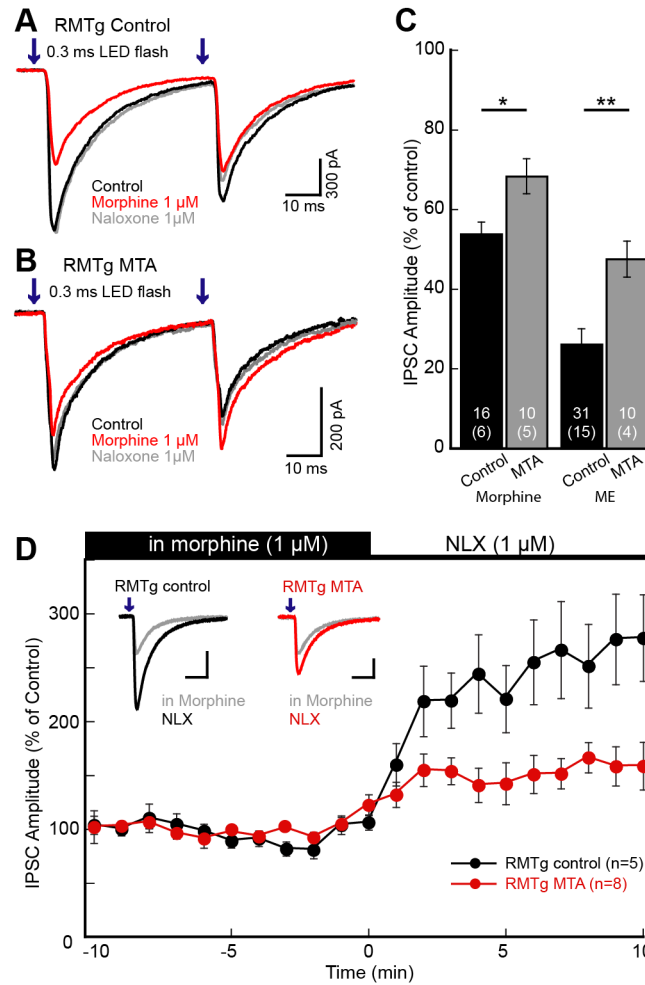 A
RMTg Control
0.3 ms LED flash
Control
Morphine 1 µM
Naloxone 1µM
300 pA
10 ms
B
RMTg MTA
0.3 ms LED flash
Control
Morphine 1 µM
Naloxone 1µM
200 pA
10 ms
C
IPSC Amplitude (% of control)
100
80
60
40
20
0
*
**
16
(6)
10
(5)
31
(15)
10
(4)
Control
MTA
Control
MTA
Morphine
ME
D
in morphine (1 µM)
NLX (1 µM)
IPSC Amplitude (% of Control)
300
200
100
0
RMTg control
in Morphine
NLX
RMTg MTA
in Morphine
NLX
RMTg control (n=5)
RMTg MTA (n=8)
-10
-5
0
5
10
Time (min)